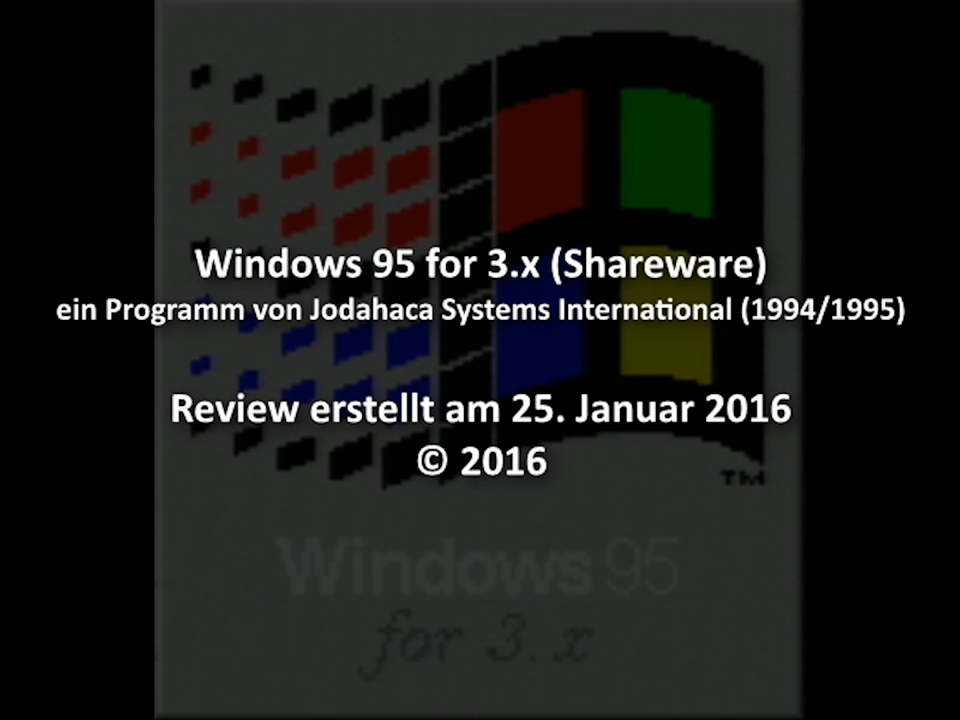 Windows 95 for 3.x (Shareware)
ein Programm von Jodahaca Systems International (1994/1995)
Review erstellt am 25. Januar 2016
© 2016
TM
Windows 95
for 3.x